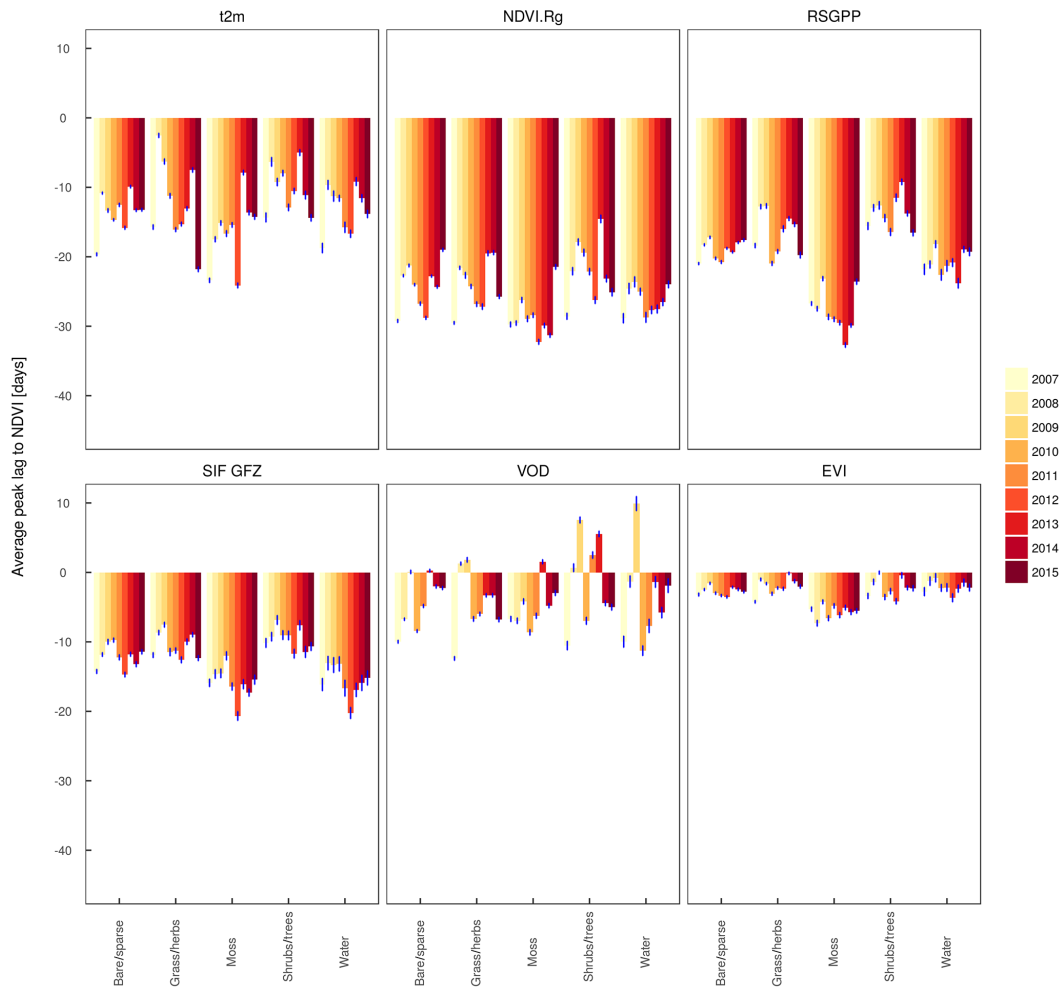 t2m
NDVI.Rg
RSGPP
10
0
-10
-20
-30
-40
SIF GFZ
VOD
EVI
10
0
-10
-20
-30
-40
Average peak lag to NDVI [days]
Bare/sparse
Grass/herbs
Moss
Shrubs/trees
Water
Bare/sparse
Grass/herbs
Moss
Shrubs/trees
Water
Bare/sparse
Grass/herbs
Moss
Shrubs/trees
Water
2007
2008
2009
2010
2011
2012
2013
2014
2015